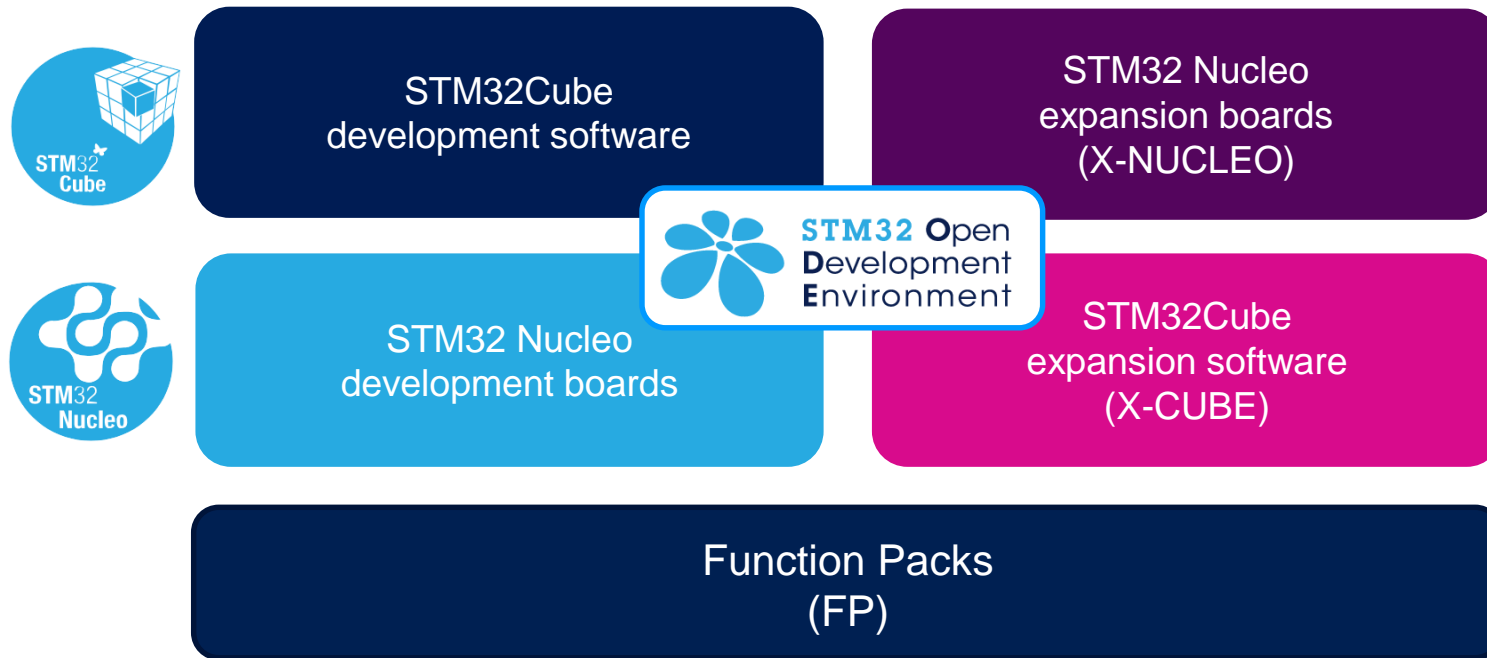 STM32
Cube
STM32Cube
development software
STM32 Nucleo
expansion boards
(X-NUCLEO)
STM32 Open
Development
Environment
STM32
Nucleo
STM32 Nucleo
development boards
STM32Cube
expansion software
(X-CUBE)
Function Packs
(FP)